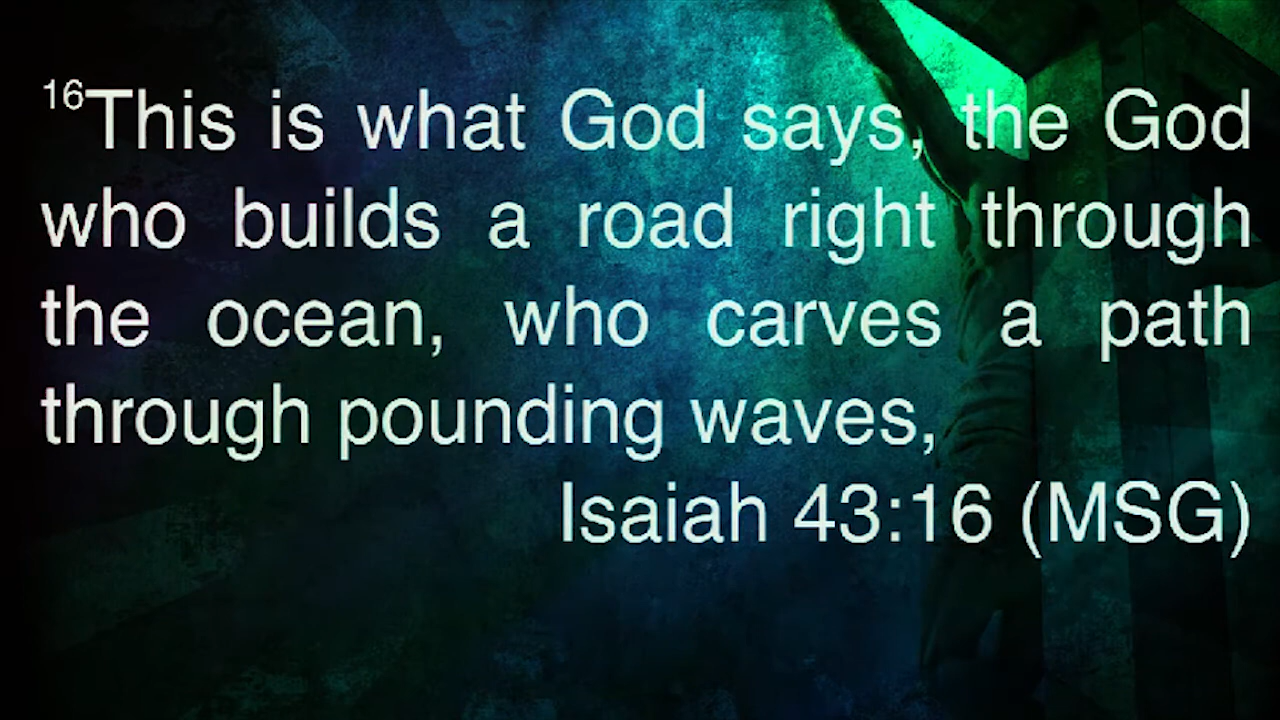 16This is what God says, the God
who builds a road right through
the ocean, who carves a path
through pounding waves,
Isaiah 43:16 (MSG)